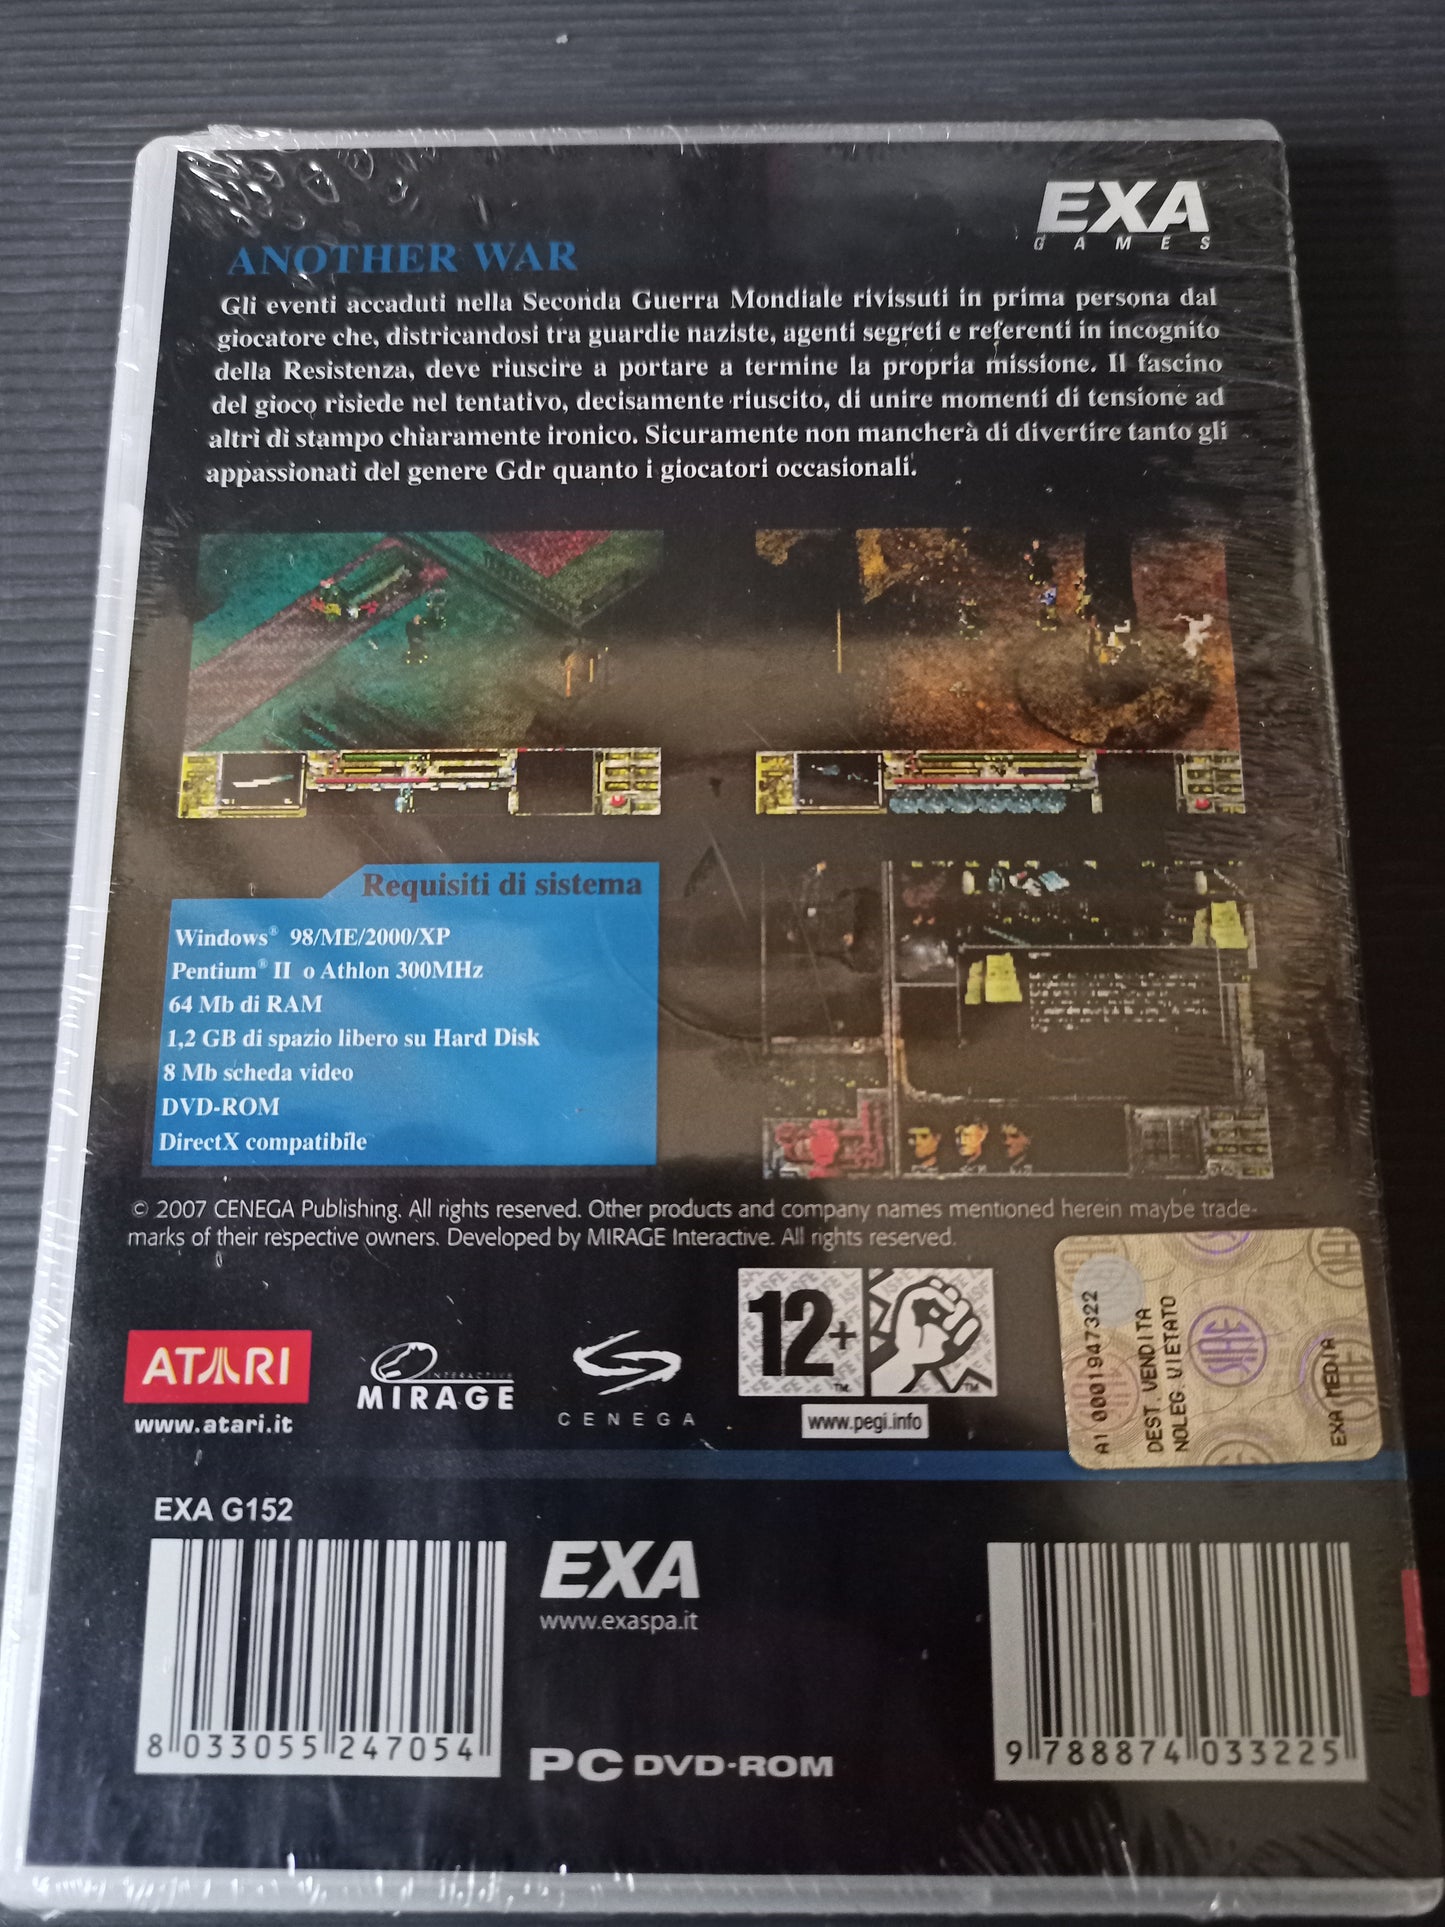 EXA
GAMES
ANOTHER WAR
Gli eventi accaduti nella Seconda Guerra Mondiale rivissuti in prima persona dal
giocatore che, districandosi tra guardie naziste, agenti segreti e referenti in incognito
della Resistenza, deve riuscire a portare a termine la propria missione. Il fascino
del gioco risiede nel tentativo, decisamente riuscito, di unire momenti di tensione ad
altri di stampo chiaramente ironico. Sicuramente non mancherà di divertire tanto gli
appassionati del genere Gdr quanto i giocatori occasionali.
Requisiti di sistema
Windows® 98/ME/2000/XP
Pentium® II o Athlon 300MHz
64 Mb di RAM
1,2 GB di spazio libero su Hard Disk
8 Mb scheda video
DVD-ROM
DirectX compatibile
© 2007 CENEGA Publishing. All rights reserved. Other products and company names mentioned herein maybe trade-
marks of their respective owners. Developed by MIRAGE Interactive. All rights reserved.
ATARI
www.atari.it
INTERACTIVE
MIRAGE
CENEGA
12+
TM
TM
www.pegi.info
A1 0001947322
DEST.VENDITA
NOLEG.VIETATO
SIAE
EXA MEDIA
EXA G152
8 033055 247054
EXA
www.exaspa.it
PC DVD-ROM
9 788874 033225